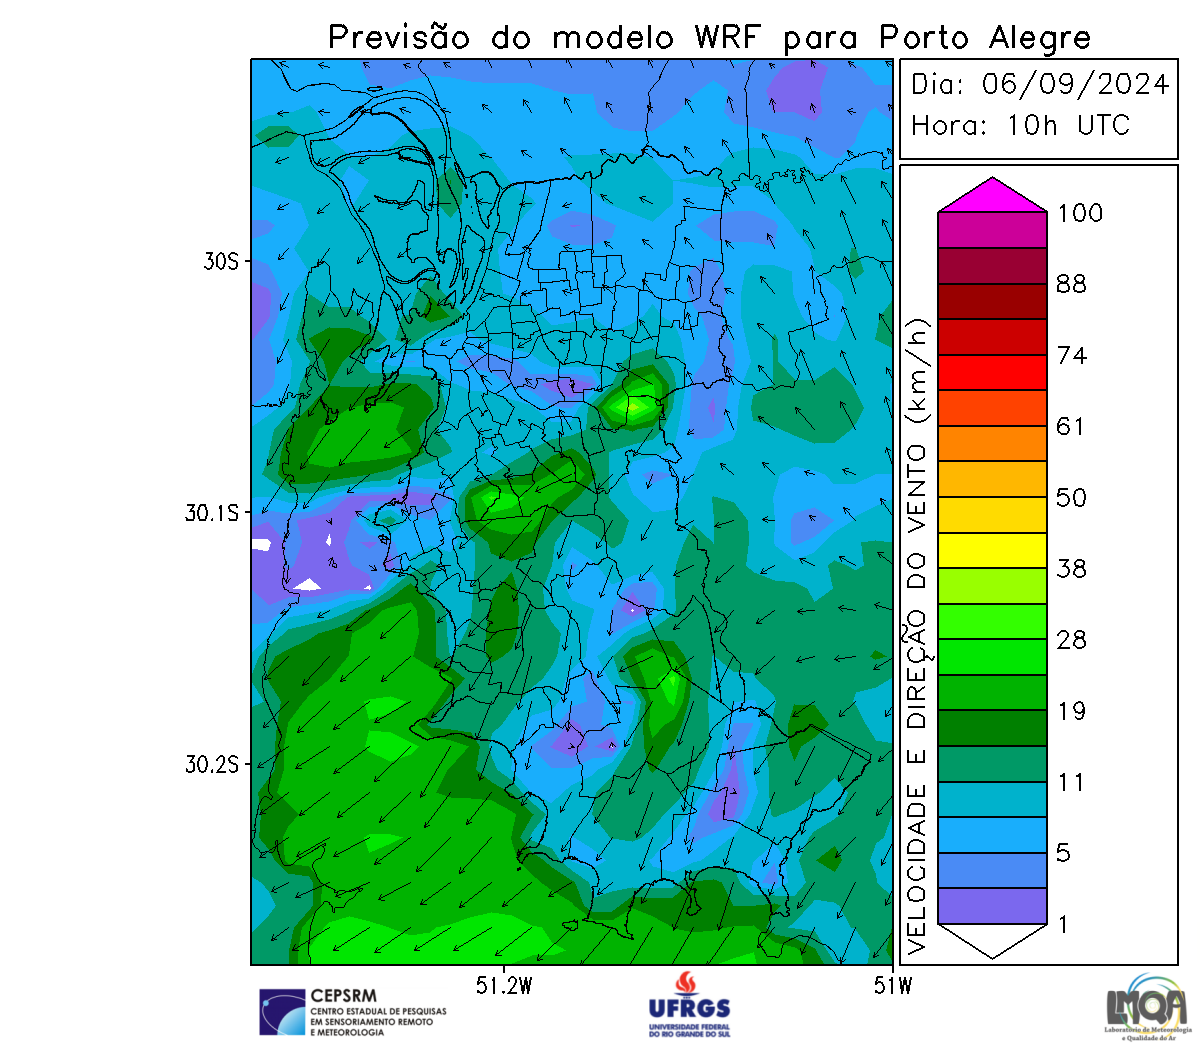 Previsão do modelo WRF para Porto Alegre
Dia: 06/09/2024
Hora: 10h UTC
30S
30.1S
30.2S
51.2W
51W
VELOCIDADE E DIREÇÃO DO VENTO (km/h)
100
88
74
61
50
38
28
19
11
5
1
CEPSRM
CENTRO ESTADUAL DE PESQUISAS
EM SENSORIAMENTO REMOTO
E METEOROLOGIA
UFRGS
UNIVERSIDADE FEDERAL
DO RIO GRANDE DO SUL
LMQA
Laboratório de Meteorologia
e Qualidade do Ar